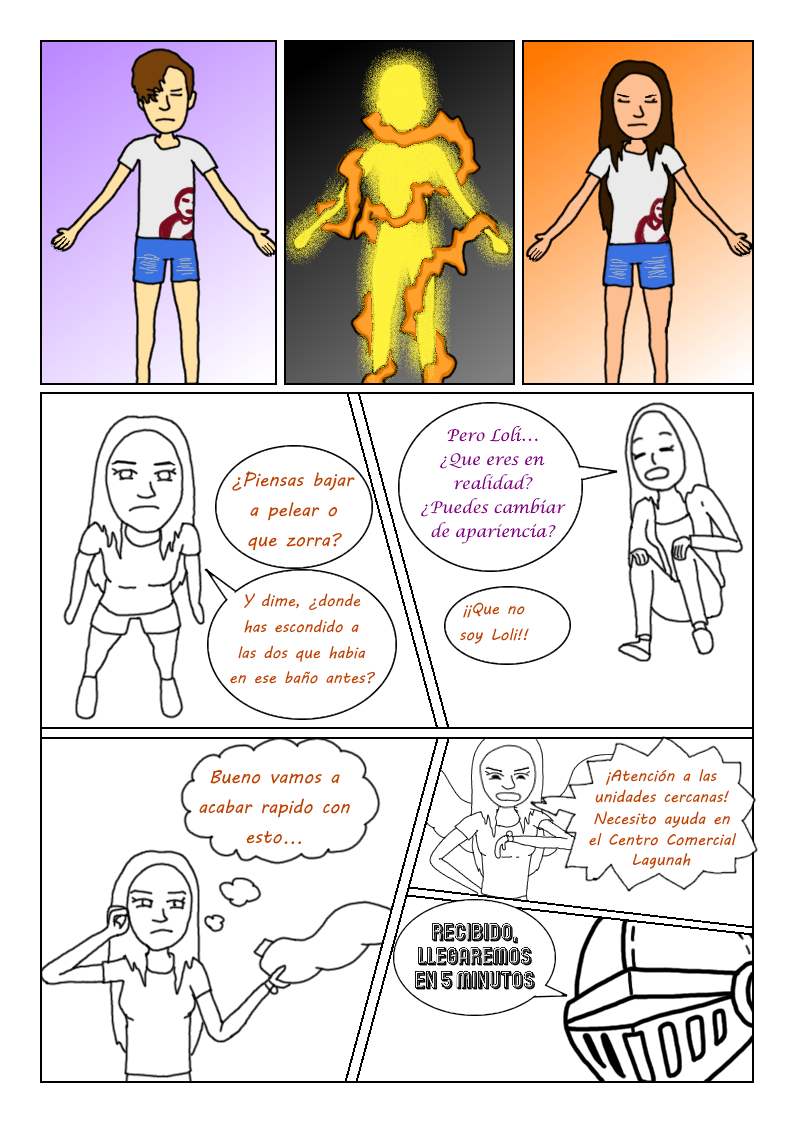 ¿Piensas bajar
a pelear o
que zorra?
Y dime, ¿donde
has escondido a
las dos que habia
en ese baño antes?
Pero Loli...
¿Que eres en
realidad?
¿Puedes cambiar
de apariencia?
¡¡Que no
soy Loli!!
Bueno vamos a
acabar rapido con
esto...
¡Atención a las
unidades cercanas!
Necesito ayuda en
el Centro Comercial
Lagunah
RECIBIDO,
LLEGAREMOS
EN 5 MINUTOS